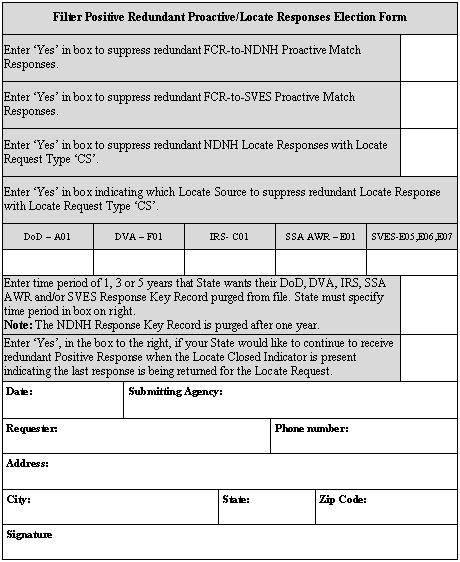 Filter Positive Redundant Proactive/Locate Responses Election Form
Enter ‘Yes’ in box to suppress redundant FCR-to-NDNH Proactive Match
Responses.
Enter ‘Yes’ in box to suppress redundant FCR-to-SVES Proactive Match
Responses.
Enter ‘Yes’ in box to suppress redundant NDNH Locate Responses with Locate
Request Type ‘CS’.
Enter ‘Yes’ in box indicating which Locate Source to suppress redundant Locate Response
with Locate Request Type ‘CS’.
DoD – A01 DVA – F01 IRS- C01 SSA AWR – E01 SVES-E05,E06,E07
Enter time period of 1, 3 or 5 years that State wants their DoD, DVA, IRS, SSA
AWR and/or SVES Response Key Record purged from file. State must specify
time period in box on right.
Note: The NDNH Response Key Record is purged after one year.
Enter ‘Yes’, in the box to the right, if your State would like to continue to receive
redundant Positive Response when the Locate Closed Indicator is present
indicating the last response is being returned for the Locate Request.
Date: Submitting Agency:
Requester: Phone number:
Address:
City: State: Zip Code:
Signature